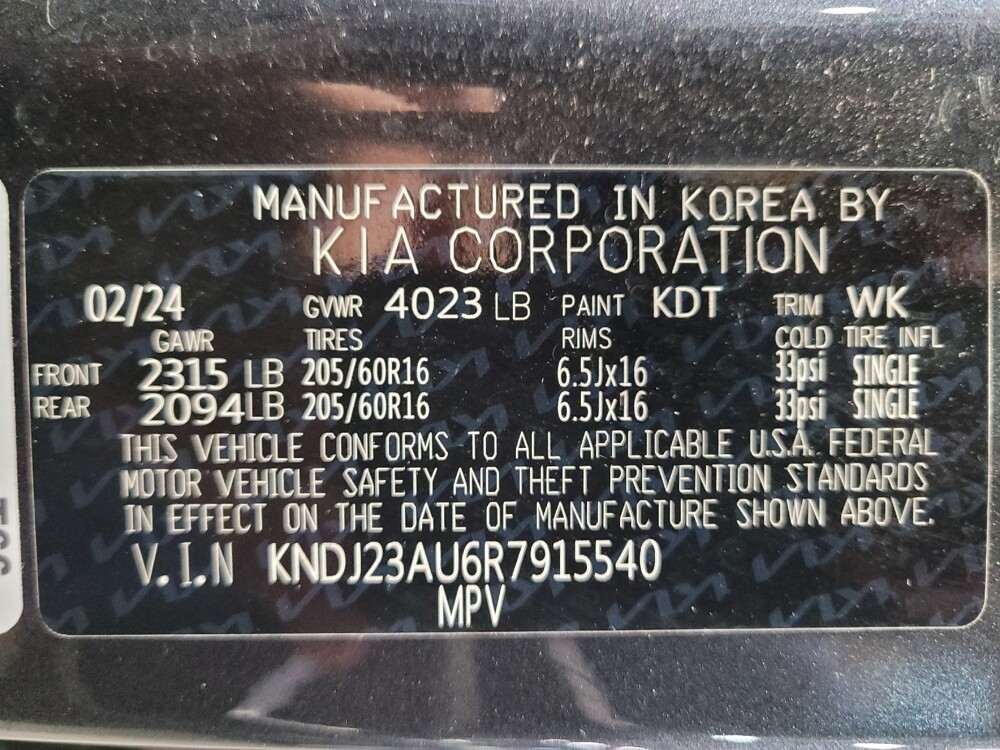 MANUFACTURED IN KOREA BY
KIA CORPORATION
02/24 GVWR 4023 LB PAINT KDT TRIM WK
GAWR TIRES RIMS COLD TIRE INFL
FRONT 2315 LB 205/60R16 6.5Jx16 33psi SINGLE
REAR 2094LB 205/60R16 6.5Jx16 33psi SINGLE
THIS VEHICLE CONFORMS TO ALL APPLICABLE U.S.A. FEDERAL
MOTOR VEHICLE SAFETY AND THEFT PREVENTION STANDARDS
IN EFFECT ON THE DATE OF MANUFACTURE SHOWN ABOVE.
V.I.N KNDJ23AU6R7915540
MPV